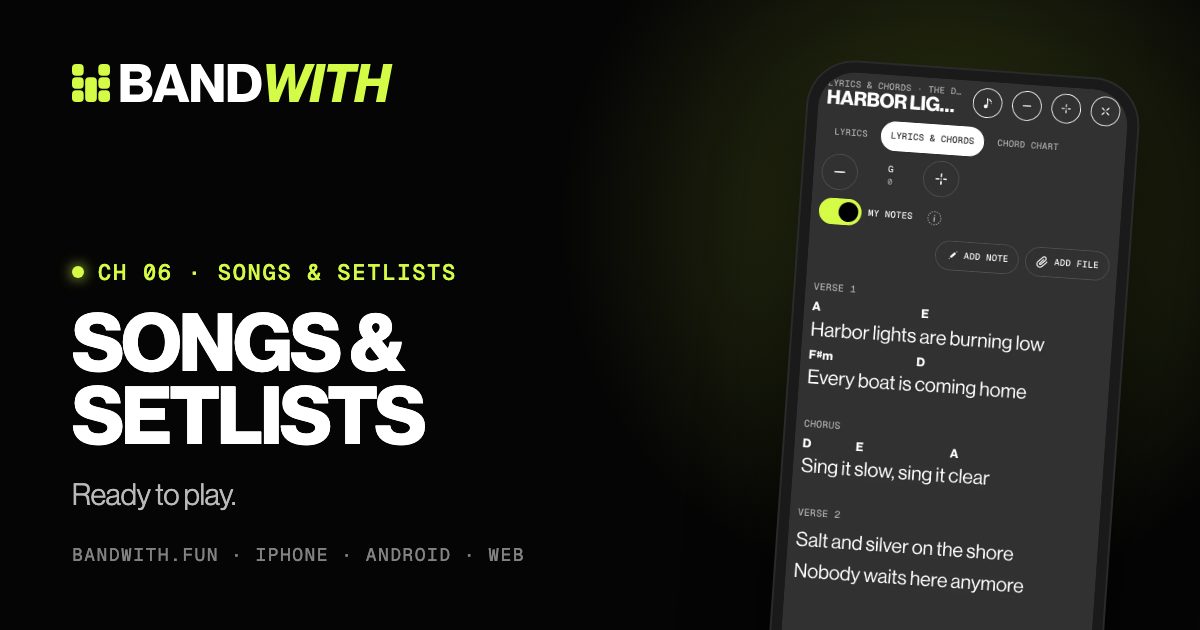 BANDWITH
CH 06 · SONGS & SETLISTS
SONGS &
SETLISTS
Ready to play.
BANDWITH.FUN · IPHONE · ANDROID · WEB
LYRICS & CHORDS · THE D…
HARBOR LIG…
LYRICS
LYRICS & CHORDS
CHORD CHART
G
0
MY NOTES
ADD NOTE
ADD FILE
VERSE 1
A E
Harbor lights are burning low
F#m D
Every boat is coming home
CHORUS
D E A
Sing it slow, sing it clear
VERSE 2
Salt and silver on the shore
Nobody waits here anymore